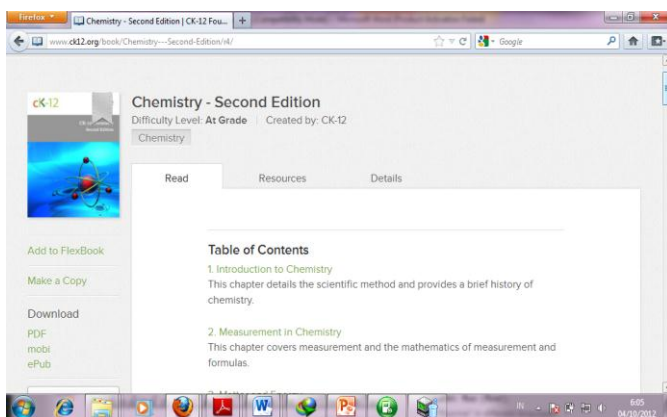 Firefox
Chemistry - Second Edition | CK-12 Fou...
www.ck12.org/book/Chemistry---Second-Edition/r4/
Google
cK-12
Chemistry - Second Edition
Difficulty Level: At Grade | Created by: CK-12
Chemistry
Read Resources Details
Add to FlexBook
Make a Copy
Download
PDF
mobi
ePub
Table of Contents
1. Introduction to Chemistry
This chapter details the scientific method and provides a brief history of
chemistry.
2. Measurement in Chemistry
This chapter covers measurement and the mathematics of measurement and
formulas.
IN
6:05
04/10/2012